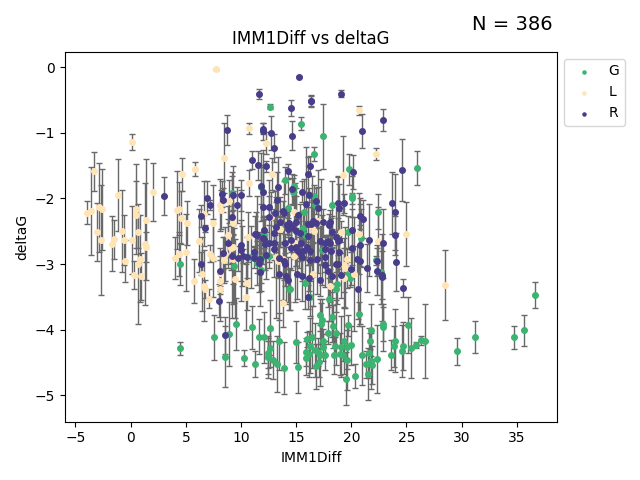 N = 386
IMM1Diff vs deltaG
G
L
R
0
−1
−2
−3
−4
−5
deltaG
−5 0 5 10 15 20 25 30 35
IMM1Diff